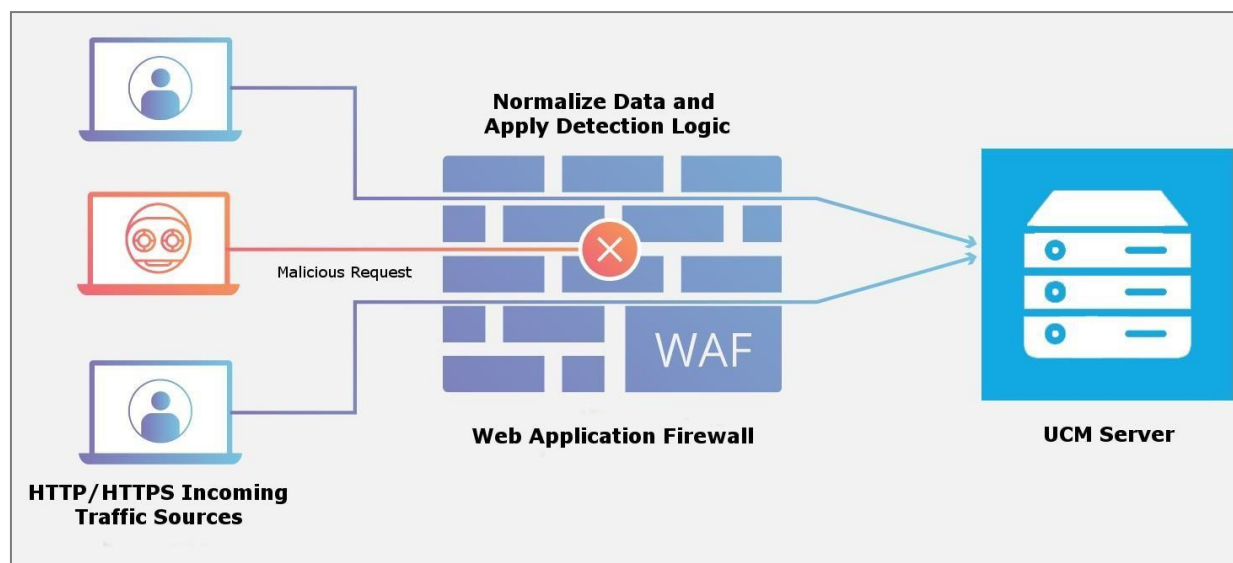 Normalize Data and
Apply Detection Logic
Malicious Request
WAF
Web Application Firewall
UCM Server
HTTP/HTTPS Incoming
Traffic Sources